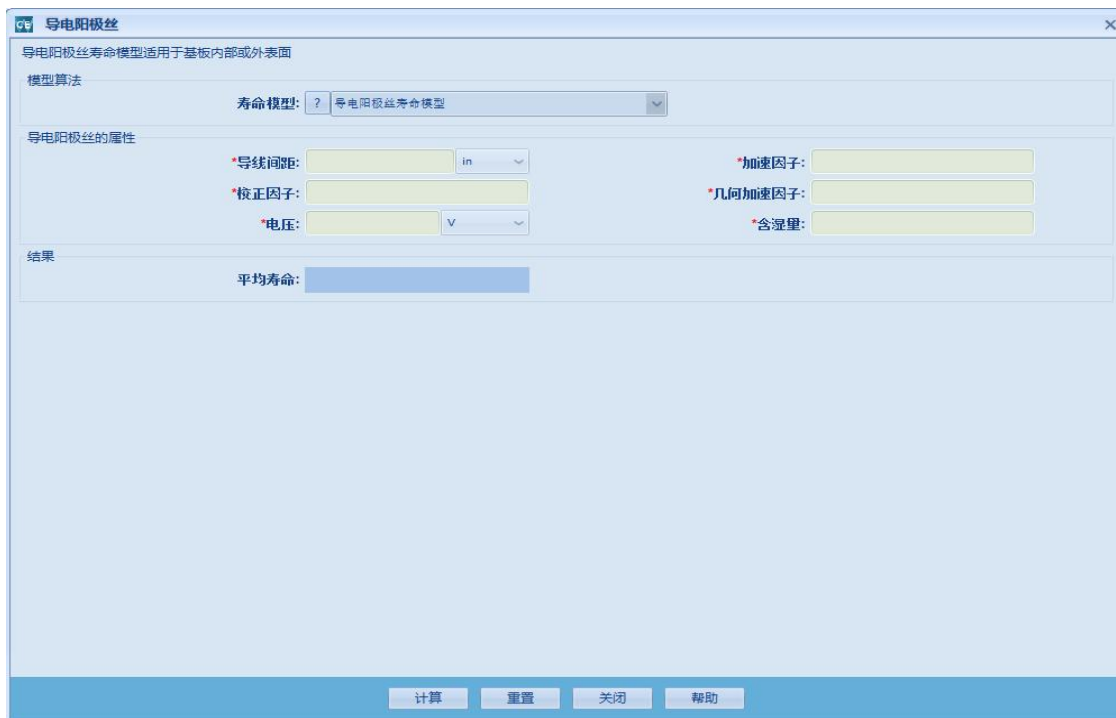 CE 导电阳极丝 ×
导电阳极丝寿命模型适用于基板内部或外表面
模型算法
寿命模型: ? 导电阳极丝寿命模型
导电阳极丝的属性
*导线间距: in *加速因子:
*校正因子: *几何加速因子:
*电压: V *含湿量:
结果
平均寿命:
计算 重置 关闭 帮助